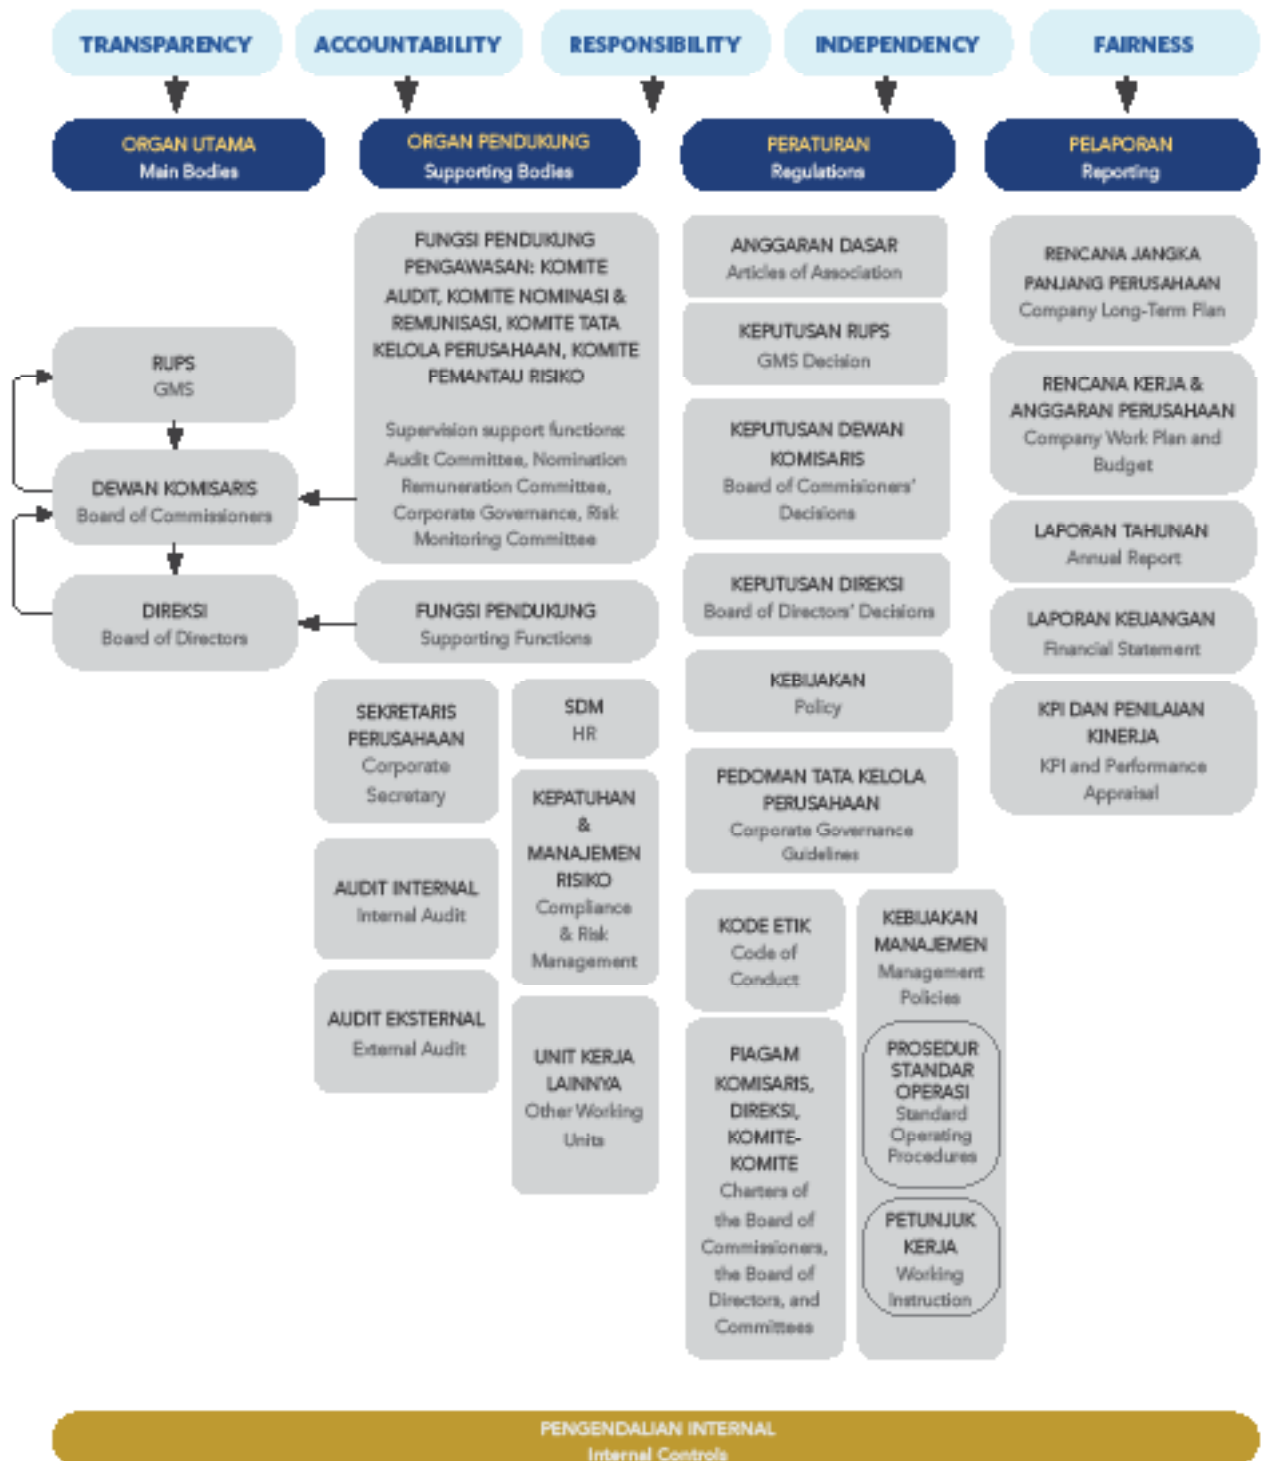 TRANSPARENCY
ACCOUNTABILITY
RESPONSIBILITY
INDEPENDENCY
FAIRNESS
ORGAN UTAMA
Main Bodies
ORGAN PENDUKUNG
Supporting Bodies
PERATURAN
Regulations
PELAPORAN
Reporting
RUPS
GMS
DEWAN KOMISARIS
Board of Commissioners
DIREKSI
Board of Directors
FUNGSI PENDUKUNG
PENGAWASAN: KOMITE
AUDIT, KOMITE NOMINASI &
REMUNISASI, KOMITE TATA
KELOLA PERUSAHAAN, KOMITE
PEMANTAU RISIKO
Supervision support functions:
Audit Committee, Nomination
Remuneration Committee,
Corporate Governance, Risk
Monitoring Committee
FUNGSI PENDUKUNG
Supporting Functions
SEKRETARIS
PERUSAHAAN
Corporate
Secretary
AUDIT INTERNAL
Internal Audit
AUDIT EKSTERNAL
External Audit
SDM
HR
KEPATUHAN
&
MANAJEMEN
RISIKO
Compliance
& Risk
Management
UNIT KERJA
LAINNYA
Other Working
Units
ANGGARAN DASAR
Articles of Association
KEPUTUSAN RUPS
GMS Decision
KEPUTUSAN DEWAN
KOMISARIS
Board of Commisioners'
Decisions
KEPUTUSAN DIREKSI
Board of Directors' Decisions
KEBIJAKAN
Policy
PEDOMAN TATA KELOLA
PERUSAHAAN
Corporate Governance
Guidelines
KODE ETIK
Code of
Conduct
PIAGAM
KOMISARIS,
DIREKSI,
KOMITE-
KOMITE
Charters of
the Board of
Commissioners,
the Board of
Directors, and
Committees
KEBIJAKAN
MANAJEMEN
Management
Policies
PROSEDUR
STANDAR
OPERASI
Standard
Operating
Procedures
PETUNJUK
KERJA
Working
Instruction
RENCANA JANGKA
PANJANG PERUSAHAAN
Company Long-Term Plan
RENCANA KERJA &
ANGGARAN PERUSAHAAN
Company Work Plan and
Budget
LAPORAN TAHUNAN
Annual Report
LAPORAN KEUANGAN
Financial Statement
KPI DAN PENILAIAN
KINERJA
KPI and Performance
Appraisal
PENGENDALIAN INTERNAL
Internal Controls